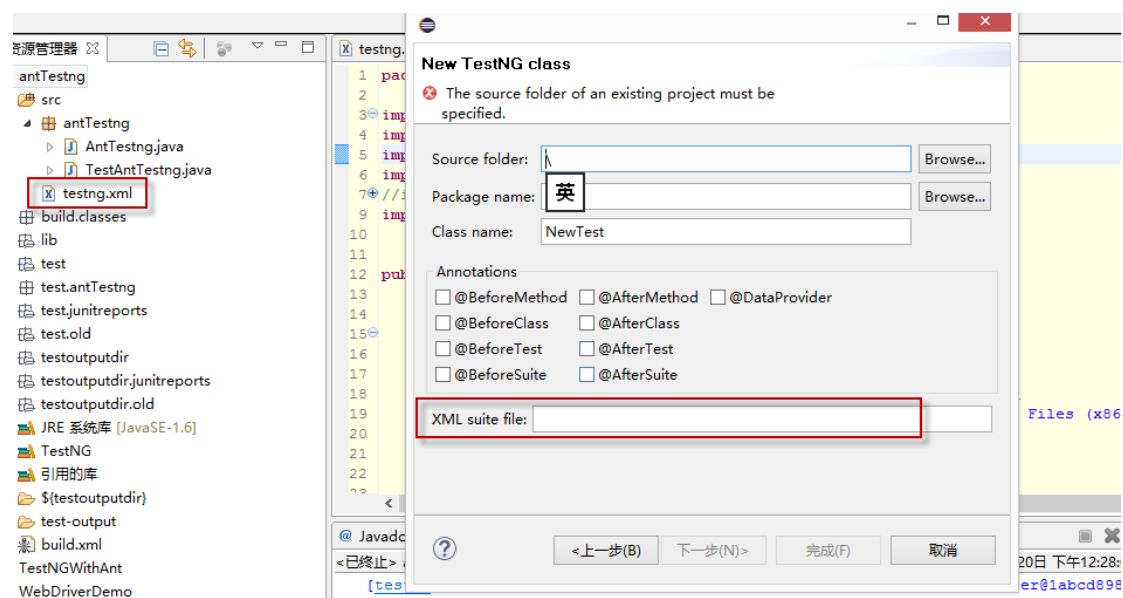 资源管理器
antTestng
src
antTestng
AntTestng.java
TestAntTestng.java
testng.xml
build.classes
lib
test
test.antTestng
test.junitreports
test.old
testoutputdir
testoutputdir.junitreports
testoutputdir.old
JRE 系统库 [JavaSE-1.6]
TestNG
引用的库
${testoutputdir}
test-output
build.xml
TestNGWithAnt
WebDriverDemo
testng.
1 pac
2
3 imp
4 imp
5 imp
6 imp
7 //i
9 imp
10
11
12 pub
13
14
15
16
17
18
19
20
21
22
23
Files (x86
@ Javadc
<已终止>
20日 下午12:28:
[tes
er@1abcd898
New TestNG class
The source folder of an existing project must be
specified.
Source folder: \ Browse...
英
Package name: Browse...
Class name: NewTest
Annotations
@BeforeMethod @AfterMethod @DataProvider
@BeforeClass @AfterClass
@BeforeTest @AfterTest
@BeforeSuite @AfterSuite
XML suite file:
<上一步(B) 下一步(N)> 完成(F) 取消